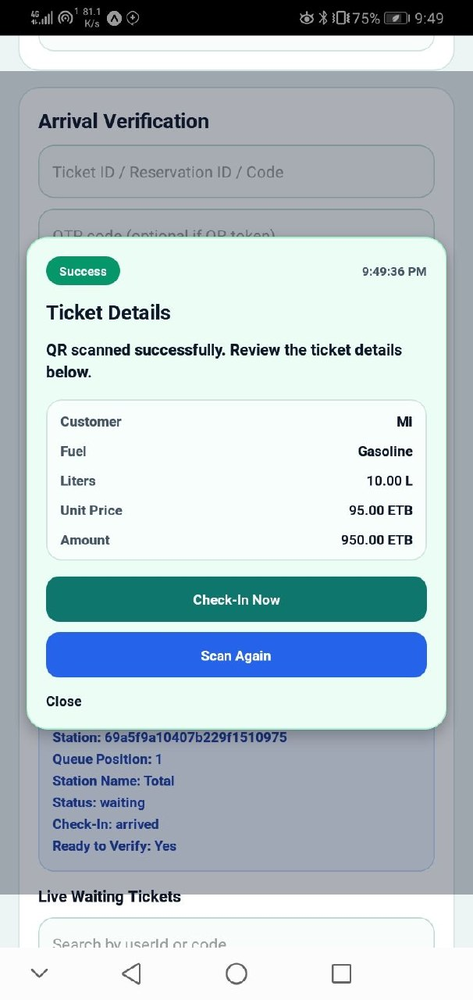 4G 1 81.1 K/s 75% 9:49
Arrival Verification
Ticket ID / Reservation ID / Code
OTP code (optional if QR token)
Success 9:49:36 PM
Ticket Details
QR scanned successfully. Review the ticket details
below.
Customer Mi
Fuel Gasoline
Liters 10.00 L
Unit Price 95.00 ETB
Amount 950.00 ETB
Check-In Now
Scan Again
Close
Station: 69a5f9a10407b229f1510975
Queue Position: 1
Station Name: Total
Status: waiting
Check-In: arrived
Ready to Verify: Yes
Live Waiting Tickets
Search by userId or code